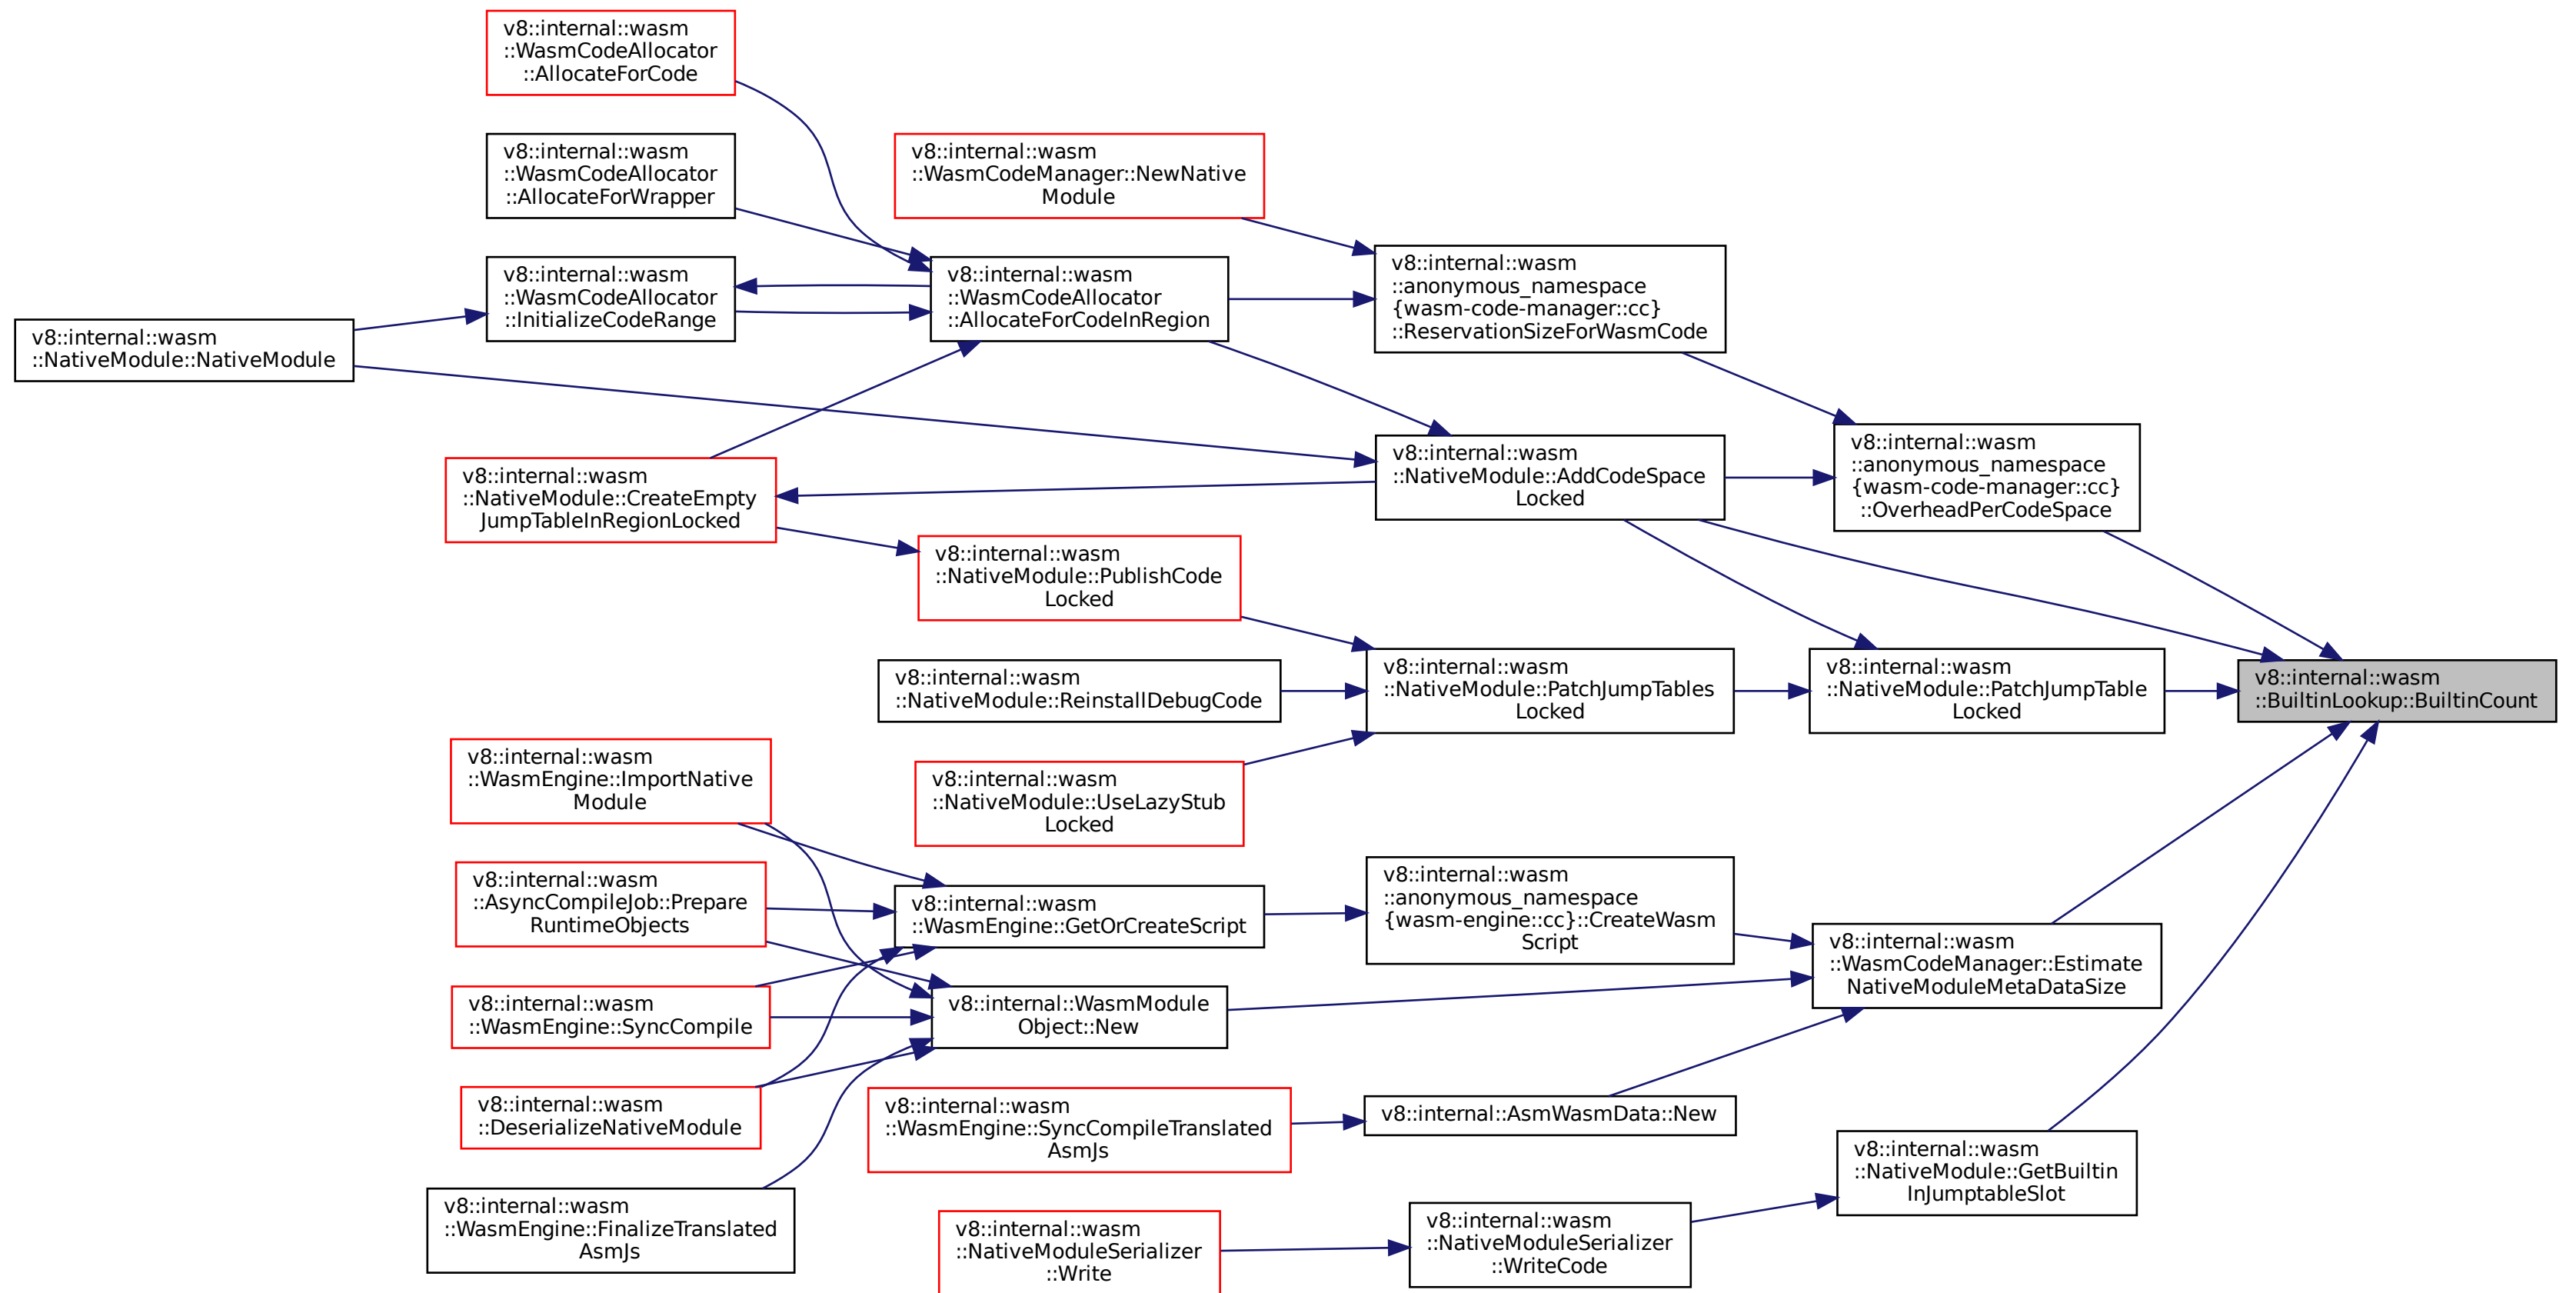 v8::internal::wasm
::WasmCodeAllocator
::AllocateForCode
v8::internal::wasm
::WasmCodeAllocator
::AllocateForWrapper
v8::internal::wasm
::WasmCodeManager::NewNative
Module
v8::internal::wasm
::anonymous_namespace
{wasm-code-manager::cc}
::ReservationSizeForWasmCode
v8::internal::wasm
::WasmCodeAllocator
::InitializeCodeRange
v8::internal::wasm
::WasmCodeAllocator
::AllocateForCodeInRegion
v8::internal::wasm
::NativeModule::NativeModule
v8::internal::wasm
::anonymous_namespace
{wasm-code-manager::cc}
::OverheadPerCodeSpace
v8::internal::wasm
::NativeModule::AddCodeSpace
Locked
v8::internal::wasm
::NativeModule::CreateEmpty
JumpTableInRegionLocked
v8::internal::wasm
::NativeModule::PublishCode
Locked
v8::internal::wasm
::NativeModule::ReinstallDebugCode
v8::internal::wasm
::NativeModule::PatchJumpTables
Locked
v8::internal::wasm
::NativeModule::PatchJumpTable
Locked
v8::internal::wasm
::BuiltinLookup::BuiltinCount
v8::internal::wasm
::WasmEngine::ImportNative
Module
v8::internal::wasm
::NativeModule::UseLazyStub
Locked
v8::internal::wasm
::AsyncCompileJob::Prepare
RuntimeObjects
v8::internal::wasm
::WasmEngine::GetOrCreateScript
v8::internal::wasm
::anonymous_namespace
{wasm-engine::cc}::CreateWasm
Script
v8::internal::wasm
::WasmCodeManager::Estimate
NativeModuleMetaDataSize
v8::internal::wasm
::WasmEngine::SyncCompile
v8::internal::WasmModule
Object::New
v8::internal::wasm
::DeserializeNativeModule
v8::internal::wasm
::WasmEngine::SyncCompileTranslated
AsmJs
v8::internal::AsmWasmData::New
v8::internal::wasm
::NativeModule::GetBuiltin
InJumptableSlot
v8::internal::wasm
::WasmEngine::FinalizeTranslated
AsmJs
v8::internal::wasm
::NativeModuleSerializer
::Write
v8::internal::wasm
::NativeModuleSerializer
::WriteCode